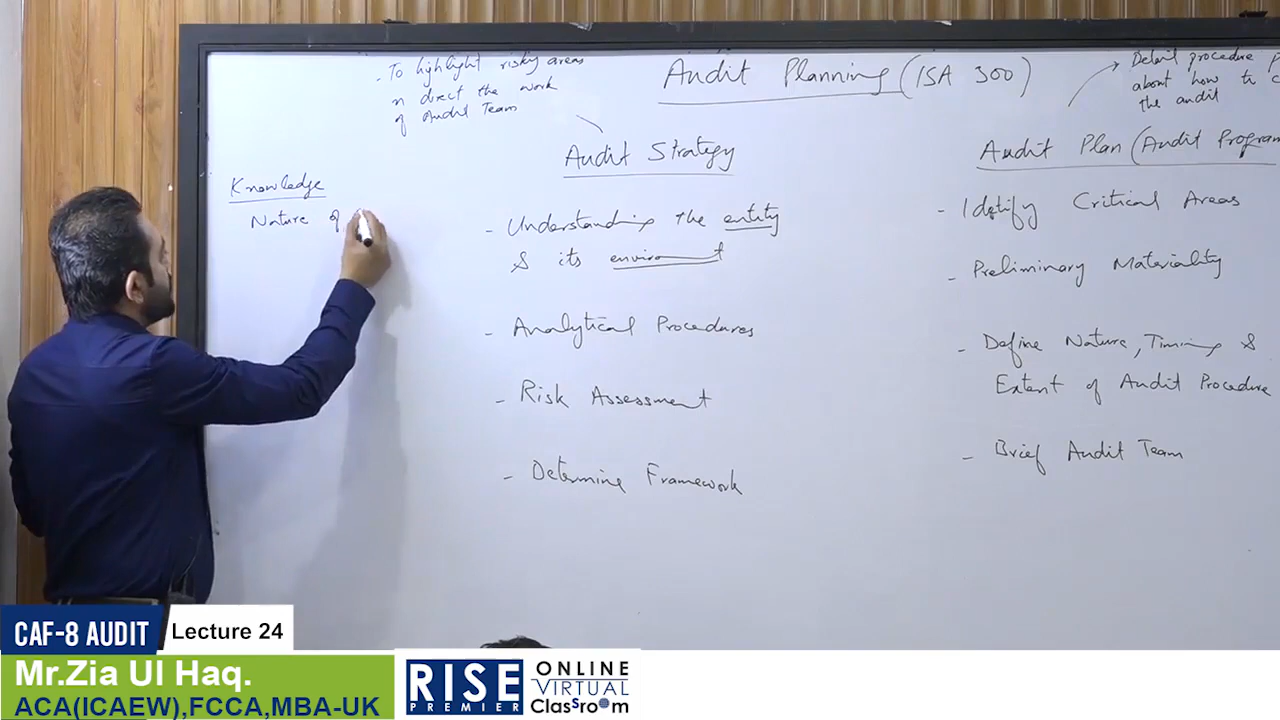 - To highlight risky areas
n direct the work
of Audit Team
Audit Planning (ISA 300)
Detail procedure
about how to
the audit
Audit Strategy
Audit Plan (Audit Program
Knowledge
Nature of
- Understanding the entity
& its enviro
- Analytical Procedures
- Risk Assessment
- Determine Framework
- Idetify Critical Areas
- Preliminary Materiality
- Define Nature, Timing &
Extent of Audit Procedure
- Brief Audit Team
CAF-8 AUDIT
Lecture 24
Mr.Zia Ul Haq.
ACA(ICAEW),FCCA,MBA-UK
RISE
PREMIER
ONLINE
VIRTUAL
Classroom